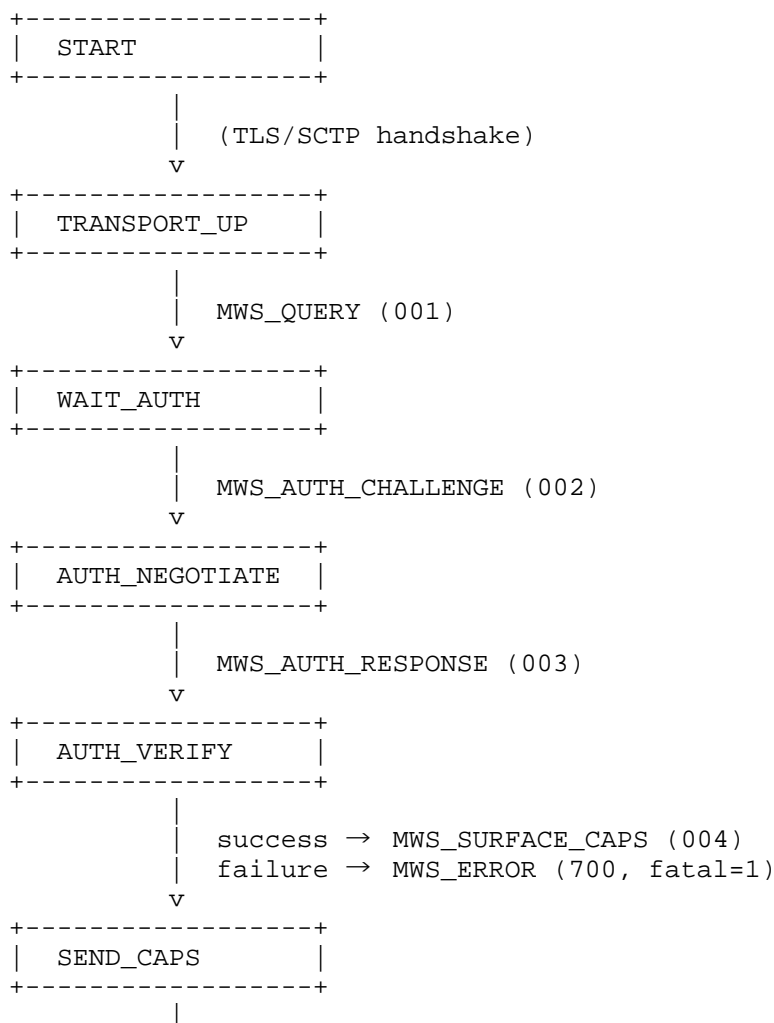 START
(TLS/SCTP handshake)
TRANSPORT_UP
MWS_QUERY (001)
WAIT_AUTH
MWS_AUTH_CHALLENGE (002)
AUTH_NEGOTIATE
MWS_AUTH_RESPONSE (003)
AUTH_VERIFY
success → MWS_SURFACE_CAPS (004)
failure → MWS_ERROR (700, fatal=1)
SEND_CAPS